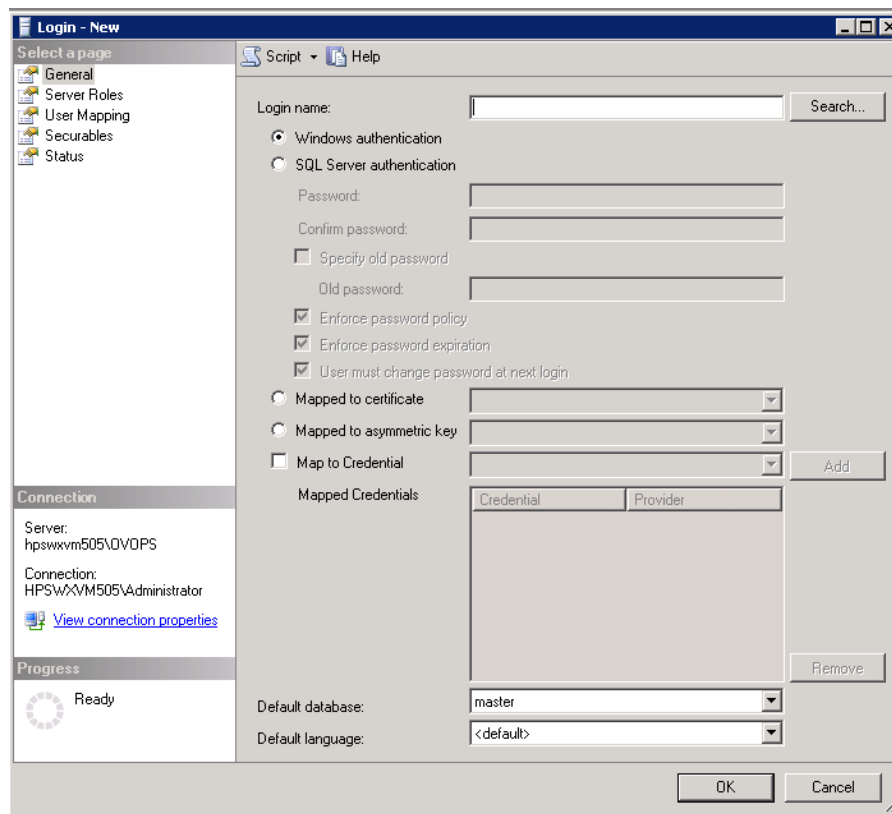 Login - New
Select a page
General
Server Roles
User Mapping
Securables
Status
Script
Help
Login name:
Search...
Windows authentication
SQL Server authentication
Password:
Confirm password:
Specify old password
Old password:
Enforce password policy
Enforce password expiration
User must change password at next login
Mapped to certificate
Mapped to asymmetric key
Map to Credential
Add
Mapped Credentials
Credential
Provider
Remove
Default database:
master
Default language:
<default>
Connection
Server:
hpswxvm505\OVOPS
Connection:
HPSWXVM505\Administrator
View connection properties
Progress
Ready
OK
Cancel